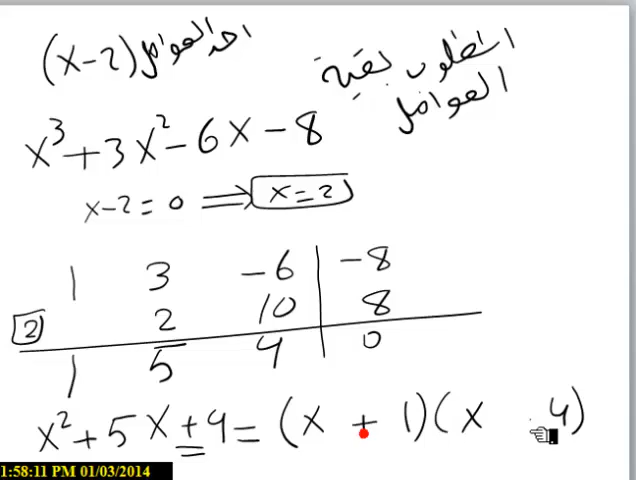 احد العوامل (x-2)
المطلوب بقية
العوامل
x³+3x²-6x-8
x-2=0 ⟹ x=2
1 3 -6 | -8
2 2 10 | 8
1 5 4 | 0
x²+5x+4=(x+1)(x 4)
1:58:11 PM 01/03/2014